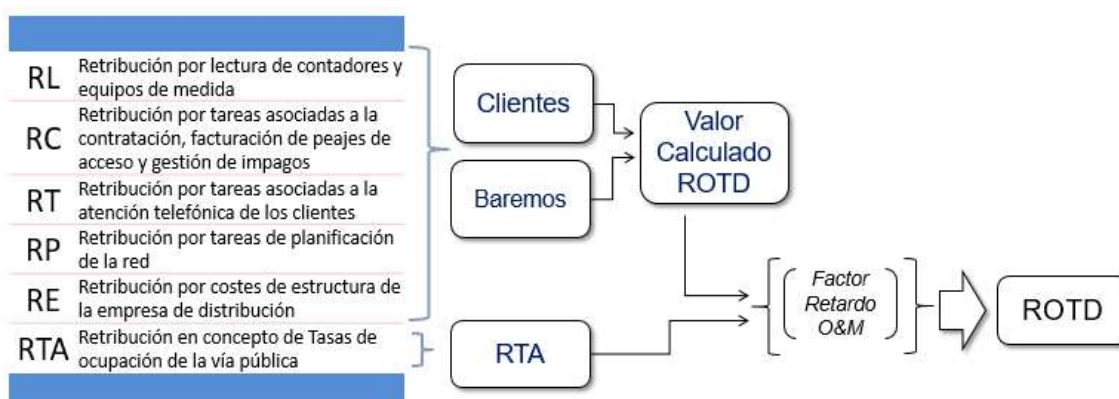 RL
Retribución por lectura de contadores y
equipos de medida
RC
Retribución por tareas asociadas a la
contratación, facturación de peajes de
acceso y gestión de impagos
RT
Retribución por tareas asociadas a la
atención telefónica de los clientes
RP
Retribución por tareas de planificación
de la red
RE
Retribución por costes de estructura de
la empresa de distribución
RTA
Retribución en concepto de Tasas de
ocupación de la vía pública
Clientes
Baremos
RTA
Valor
Calculado
ROTD
Factor
Retardo
O&M
ROTD